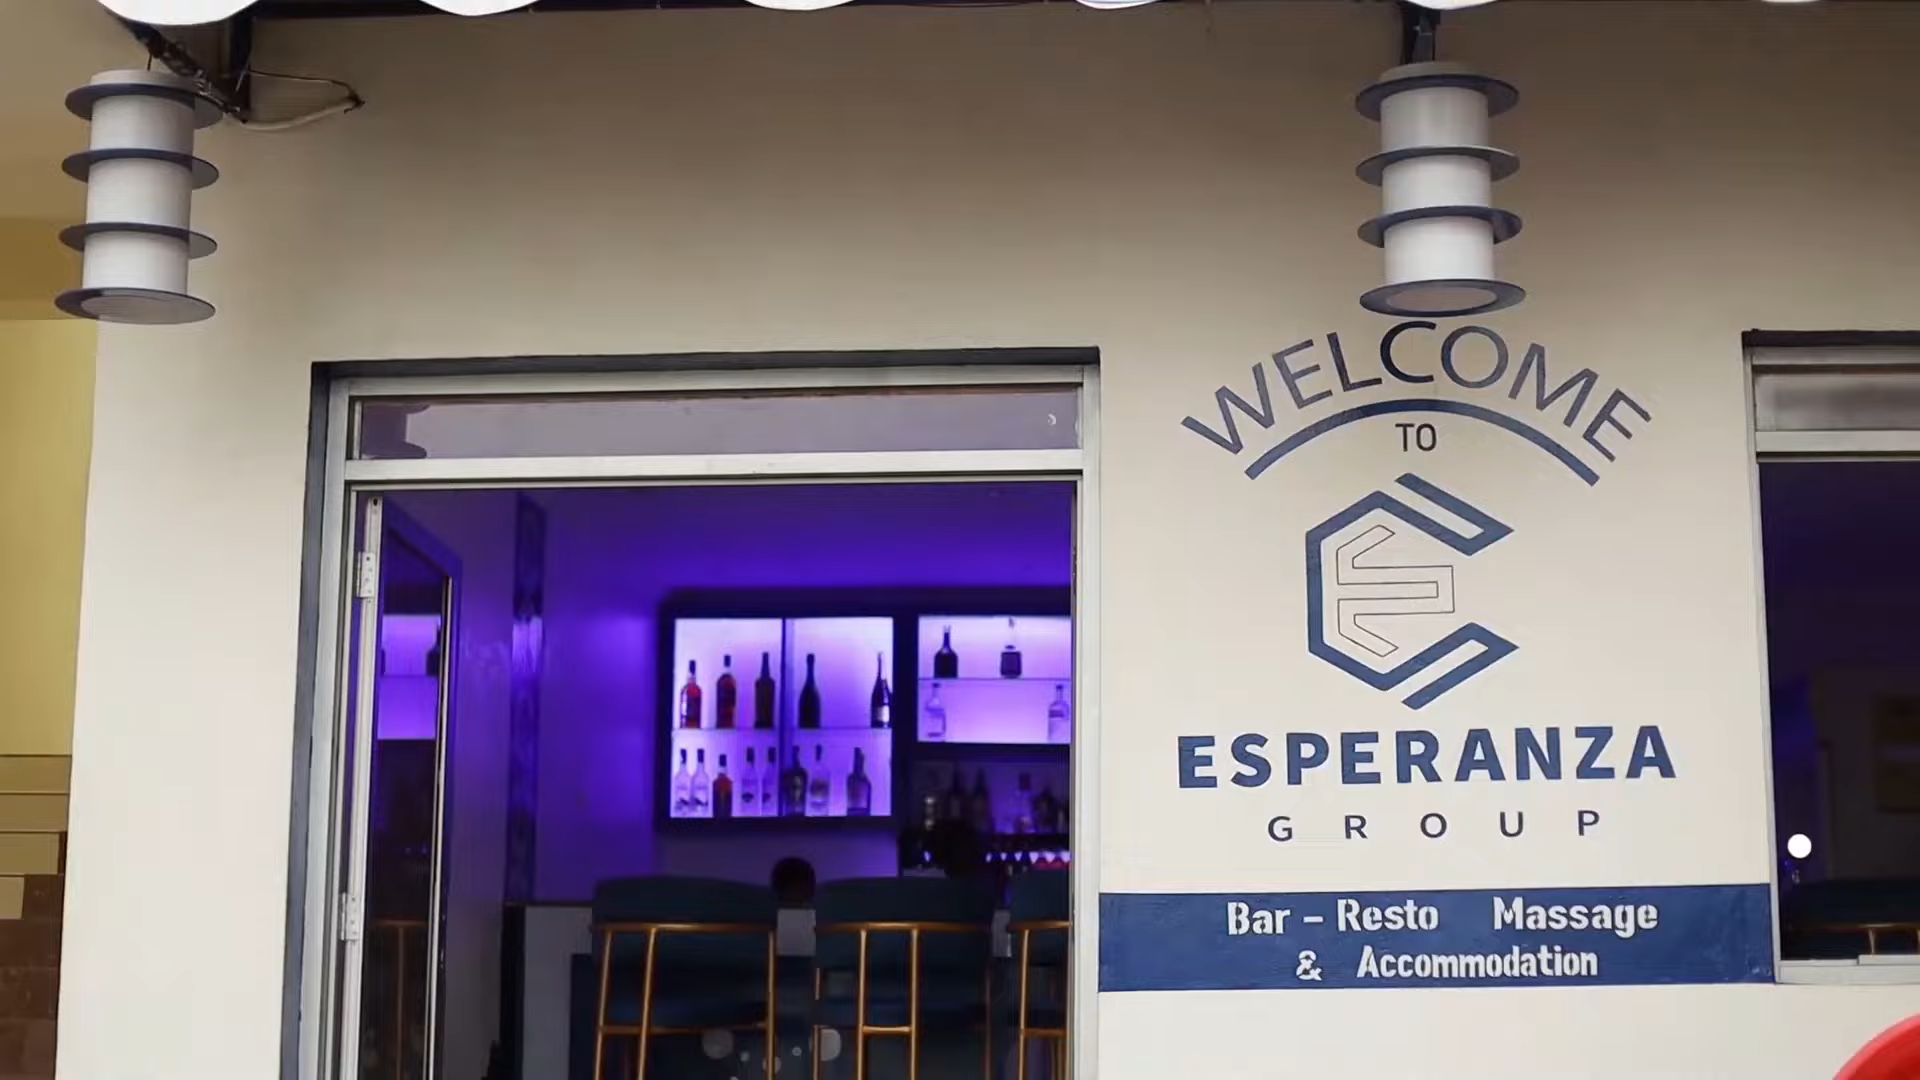 WELCOME
TO
ESPERANZA
GROUP
Bar – Resto Massage
& Accommodation